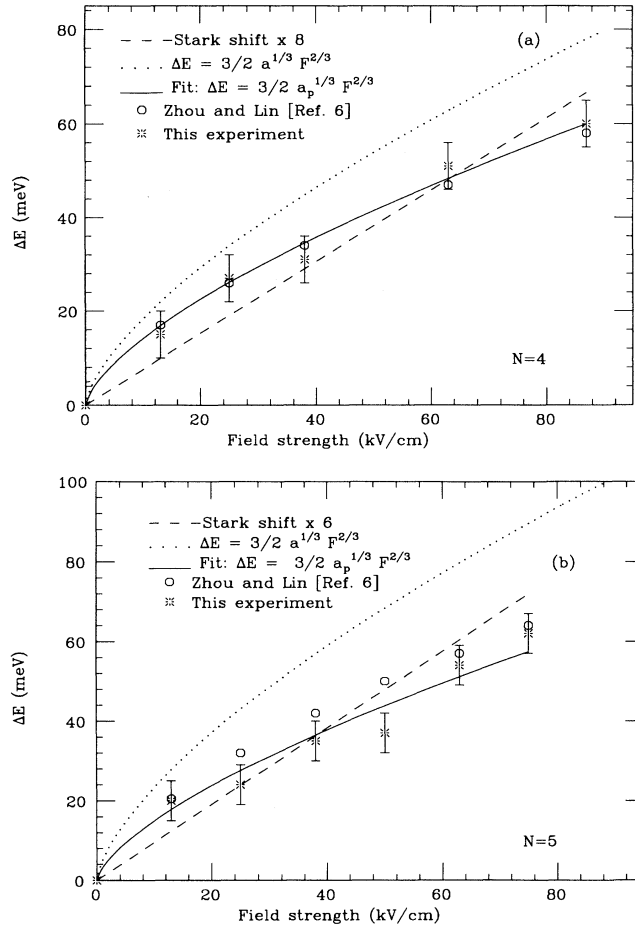 80
60
40
20
0
ΔE (meV)
– – –Stark shift x 8
· · · · ΔE = 3/2 a^{1/3} F^{2/3}
—— Fit: ΔE = 3/2 a_p^{1/3} F^{2/3}
o Zhou and Lin [Ref. 6]
⋇ This experiment
(a)
N=4
0 20 40 60 80
Field strength (kV/cm)
100
80
60
40
20
0
ΔE (meV)
– – –Stark shift x 6
· · · · ΔE = 3/2 a^{1/3} F^{2/3}
—— Fit: ΔE = 3/2 a_p^{1/3} F^{2/3}
o Zhou and Lin [Ref. 6]
⋇ This experiment
(b)
N=5
0 20 40 60 80
Field strength (kV/cm)